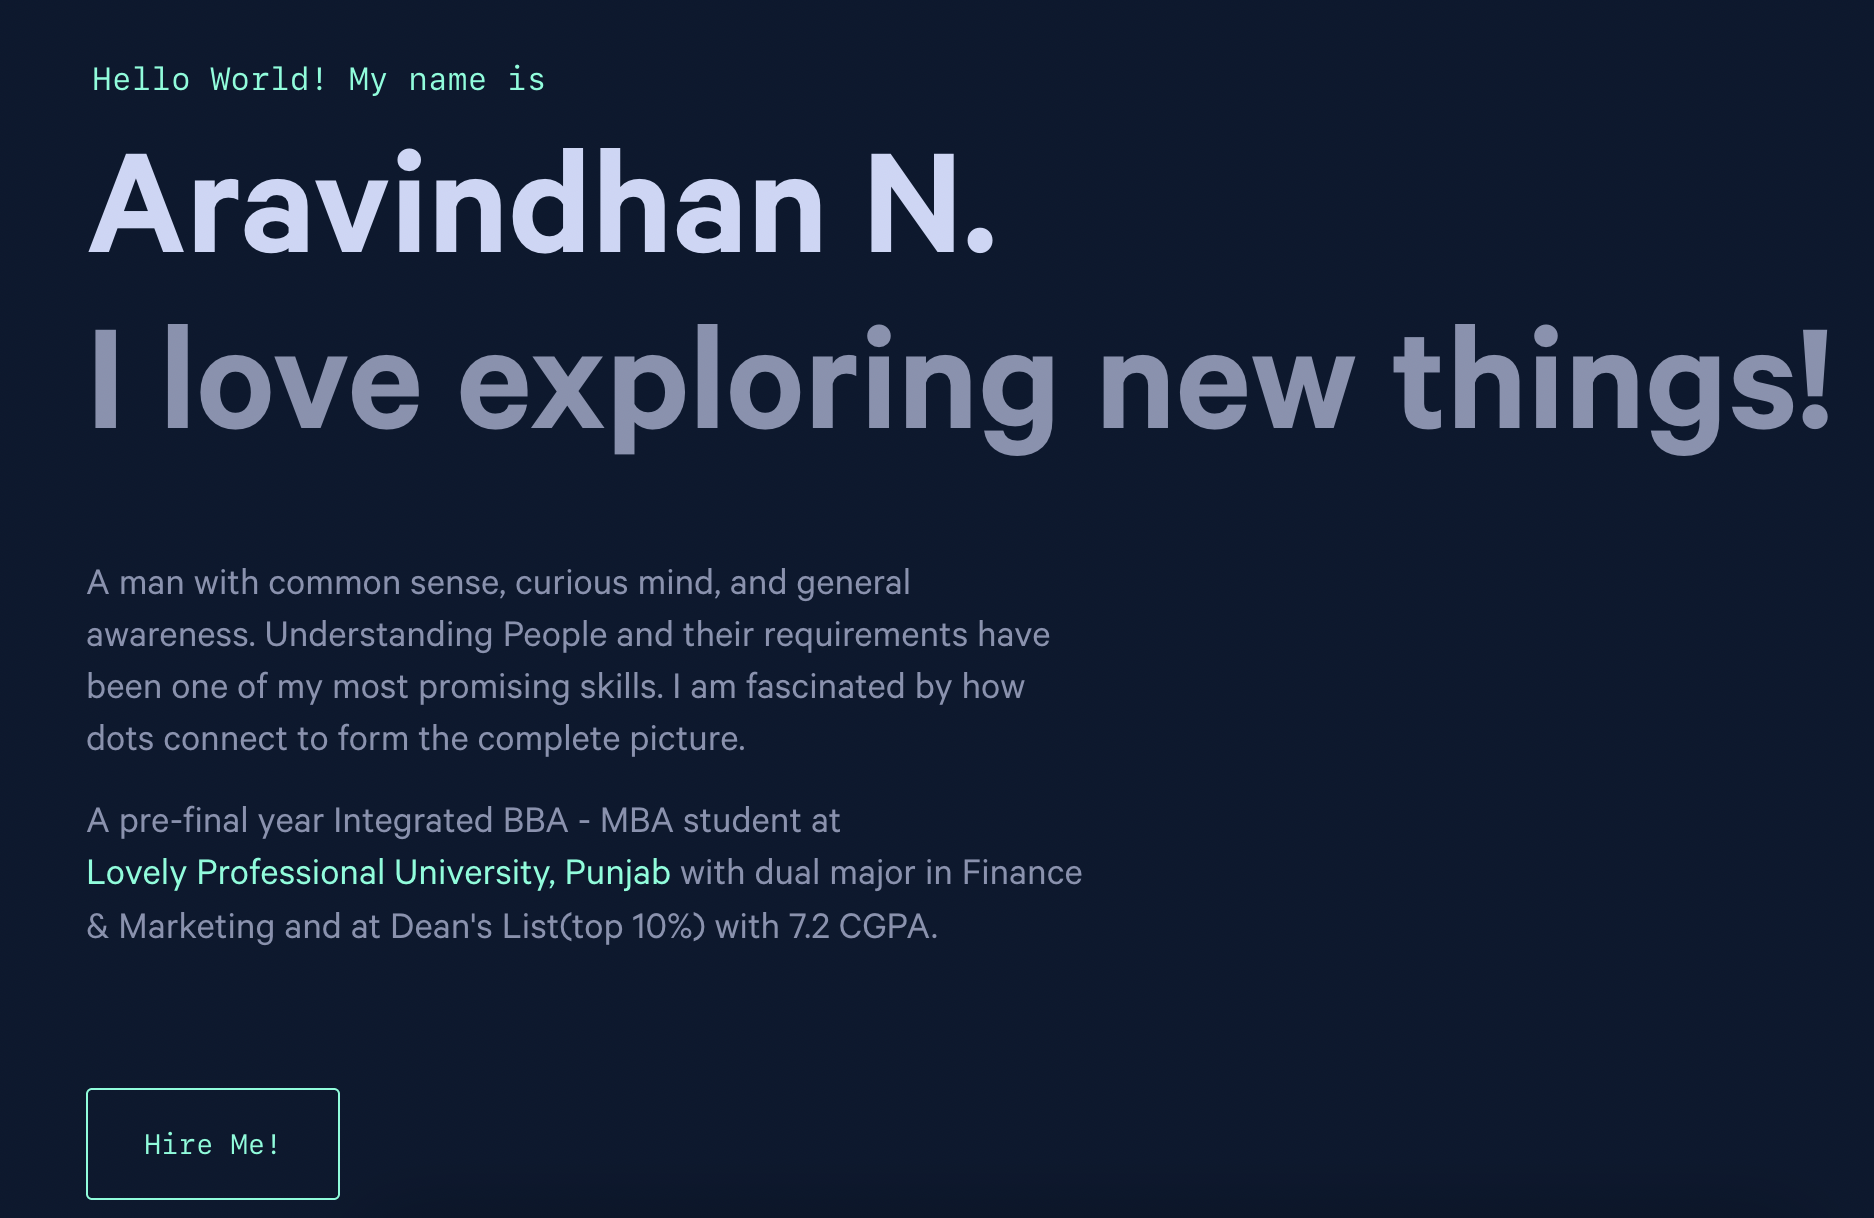 Hello World! My name is
Aravindhan N.
I love exploring new things!
A man with common sense, curious mind, and general
awareness. Understanding People and their requirements have
been one of my most promising skills. I am fascinated by how
dots connect to form the complete picture.
A pre-final year Integrated BBA - MBA student at
Lovely Professional University, Punjab with dual major in Finance
& Marketing and at Dean's List(top 10%) with 7.2 CGPA.
Hire Me!